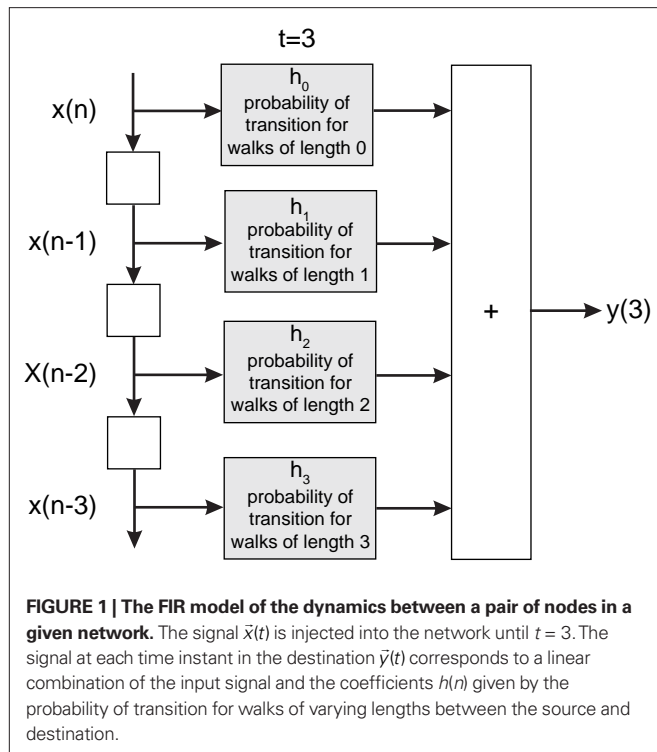 t=3
x(n)
h₀
probability of
transition for
walks of length 0
x(n-1)
h₁
probability of
transition for
walks of length 1
X(n-2)
h₂
probability of
transition for
walks of length 2
x(n-3)
h₃
probability of
transition for
walks of length 3
+
y(3)
FIGURE 1 | The FIR model of the dynamics between a pair of nodes in a
given network. The signal x⃗(t) is injected into the network until t = 3. The
signal at each time instant in the destination y⃗(t) corresponds to a linear
combination of the input signal and the coefficients h(n) given by the
probability of transition for walks of varying lengths between the source and
destination.